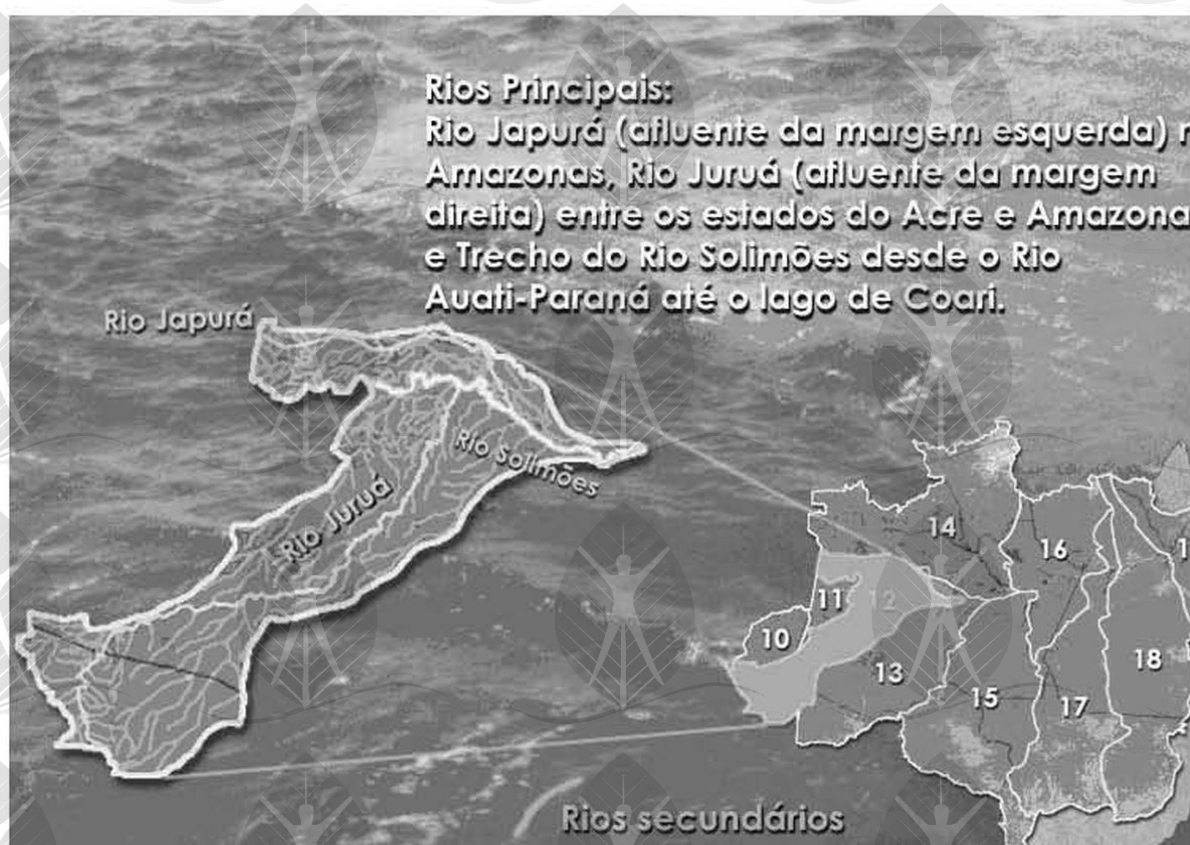 Rios Principais:
Rio Japurá (afluente da margem esquerda)
Amazonas, Rio Juruá (afluente da margem
direita) entre os estados do Acre e Amazona
e Trecho do Rio Solimões desde o Rio
Auati-Paraná até o lago de Coari.
Rio Japurá
Rio Solimões
Rio Juruá
14
16
11
12
10
13
18
15
17
Rios secundários